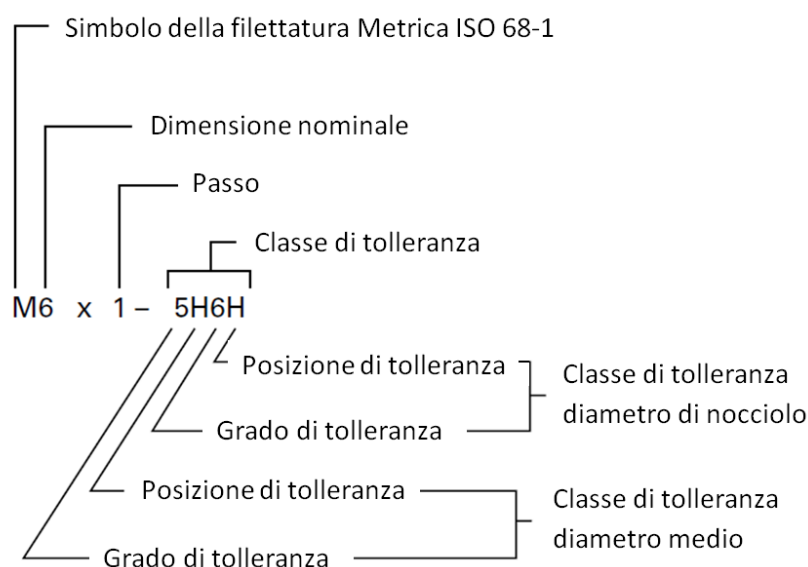 Simbolo della filettatura Metrica ISO 68-1
Dimensione nominale
Passo
Classe di tolleranza
M6 x 1 – 5H6H
Posizione di tolleranza
Grado di tolleranza
Classe di tolleranza
diametro di nocciolo
Posizione di tolleranza
Grado di tolleranza
Classe di tolleranza
diametro medio